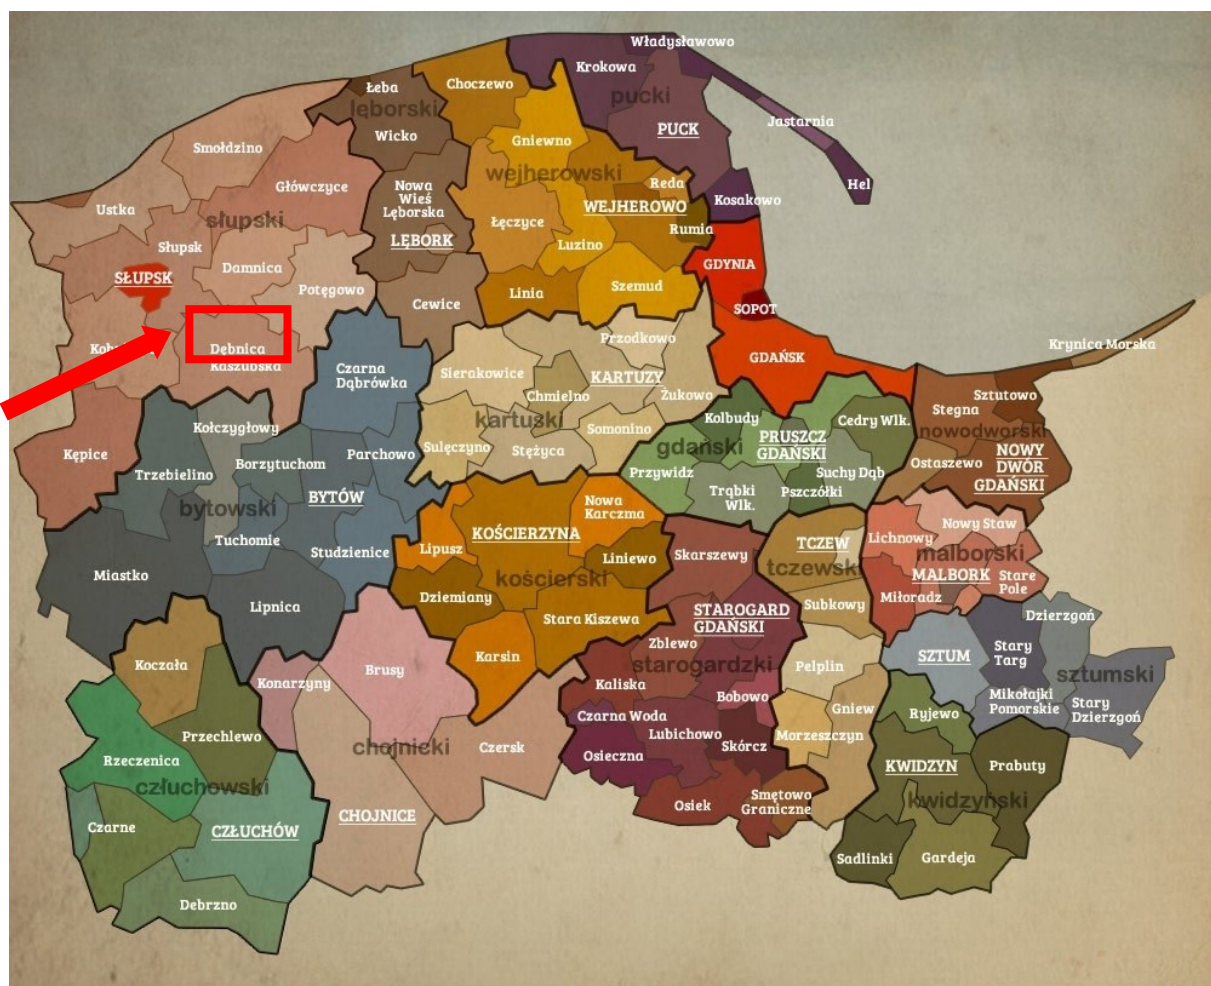 Władysławowo
Krokowa
Choczewo
Łeba
pucki
lęborski
Jastarnia
PUCK
Wicko
Gniewno
Smołdzino
wejherowski
Główczyce
Reda
Hel
Nowa
Wieś
Lęborska
Kosakowo
WEJHEROWO
Ustka
słupski
Łęczyce
Rumia
LĘBORK
Słupsk
Luzino
Damnica
GDYNIA
SŁUPSK
Potęgowo
Szemud
Linia
Cewice
SOPOT
Przodkowo
Krynica Morska
Dębnica
Kaszubska
GDAŃSK
Czarna
Dąbrówka
Sierakowice
KARTUZY
Chmielno
Żukowo
Sztutowo
Stegna
Kolbudy
kartuski
Cedry Wlk.
Kołczygłowy
Somonino
nowodworski
gdański
PRUSZCZ
GDAŃSKI
Sulęczyno
Stężyca
NOWY
DWÓR
GDAŃSKI
Kępice
Parchowo
Borzytuchom
Ostaszewo
Trzebielino
Przywidz
Suchy Dąb
Trąbki
Wlk.
Pszczółki
BYTÓW
bytowski
Nowa
Karczma
KOŚCIERZYNA
Nowy Staw
Lichnowy
Tuchomie
Studzienice
Lipusz
Liniewo
Skarszewy
TCZEW
malborski
tczewski
Miastko
kościerski
MALBORK
Stare
Pole
Dziemiany
Miłoradz
Lipnica
Subkowy
STAROGARD
GDAŃSKI
Stara Kiszewa
Dzierzgoń
Zblewo
Stary
Targ
Karsin
SZTUM
Koczała
starogardzki
Brusy
Pelplin
sztumski
Konarzyny
Kaliska
Bobowo
Mikołajki
Pomorskie
Stary
Dzierzgoń
Gniew
Ryjewo
Czarna Woda
Przechlewo
Lubichowo
Morzeszczyn
chojnicki
Czersk
Skórcz
Osieczna
Rzeczenica
KWIDZYN
Prabuty
człuchowski
Smętowo
Graniczne
kwidzyński
Osiek
CHOJNICE
Czarne
CZŁUCHÓW
Sadlinki
Gardeja
Debrzno